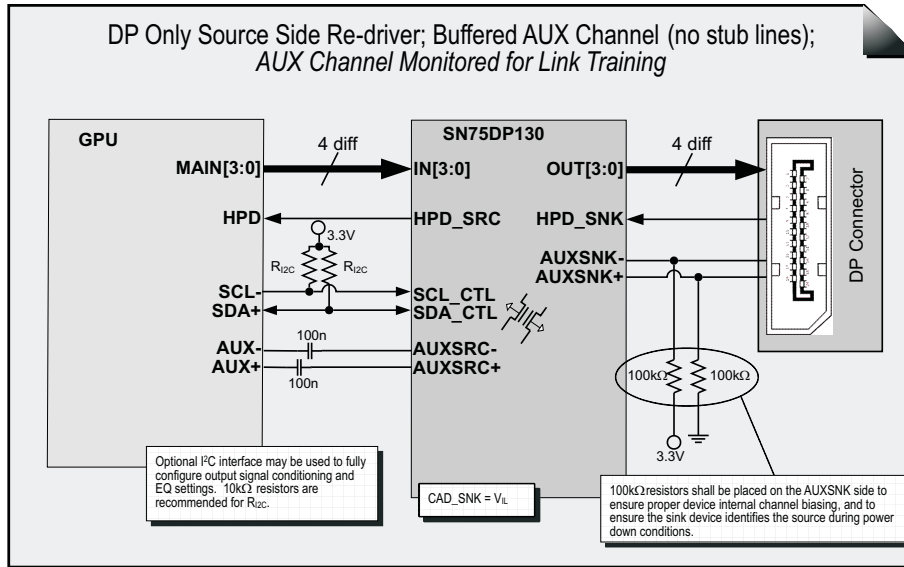 DP Only Source Side Re-driver; Buffered AUX Channel (no stub lines);
AUX Channel Monitored for Link Training
GPU
MAIN[3:0]
HPD
SCL-
SDA+
AUX-
AUX+
4 diff
3.3V
RI2C
RI2C
100n
100n
SN75DP130
IN[3:0]
OUT[3:0]
HPD_SRC
HPD_SNK
AUXSNK-
AUXSNK+
SCL_CTL
SDA_CTL
AUXSRC-
AUXSRC+
4 diff
DP Connector
100kΩ
100kΩ
3.3V
Optional I²C interface may be used to fully
configure output signal conditioning and
EQ settings. 10kΩ resistors are
recommended for RI2C.
CAD_SNK = VIL
100kΩ resistors shall be placed on the AUXSNK side to
ensure proper device internal channel biasing, and to
ensure the sink device identifies the source during power
down conditions.